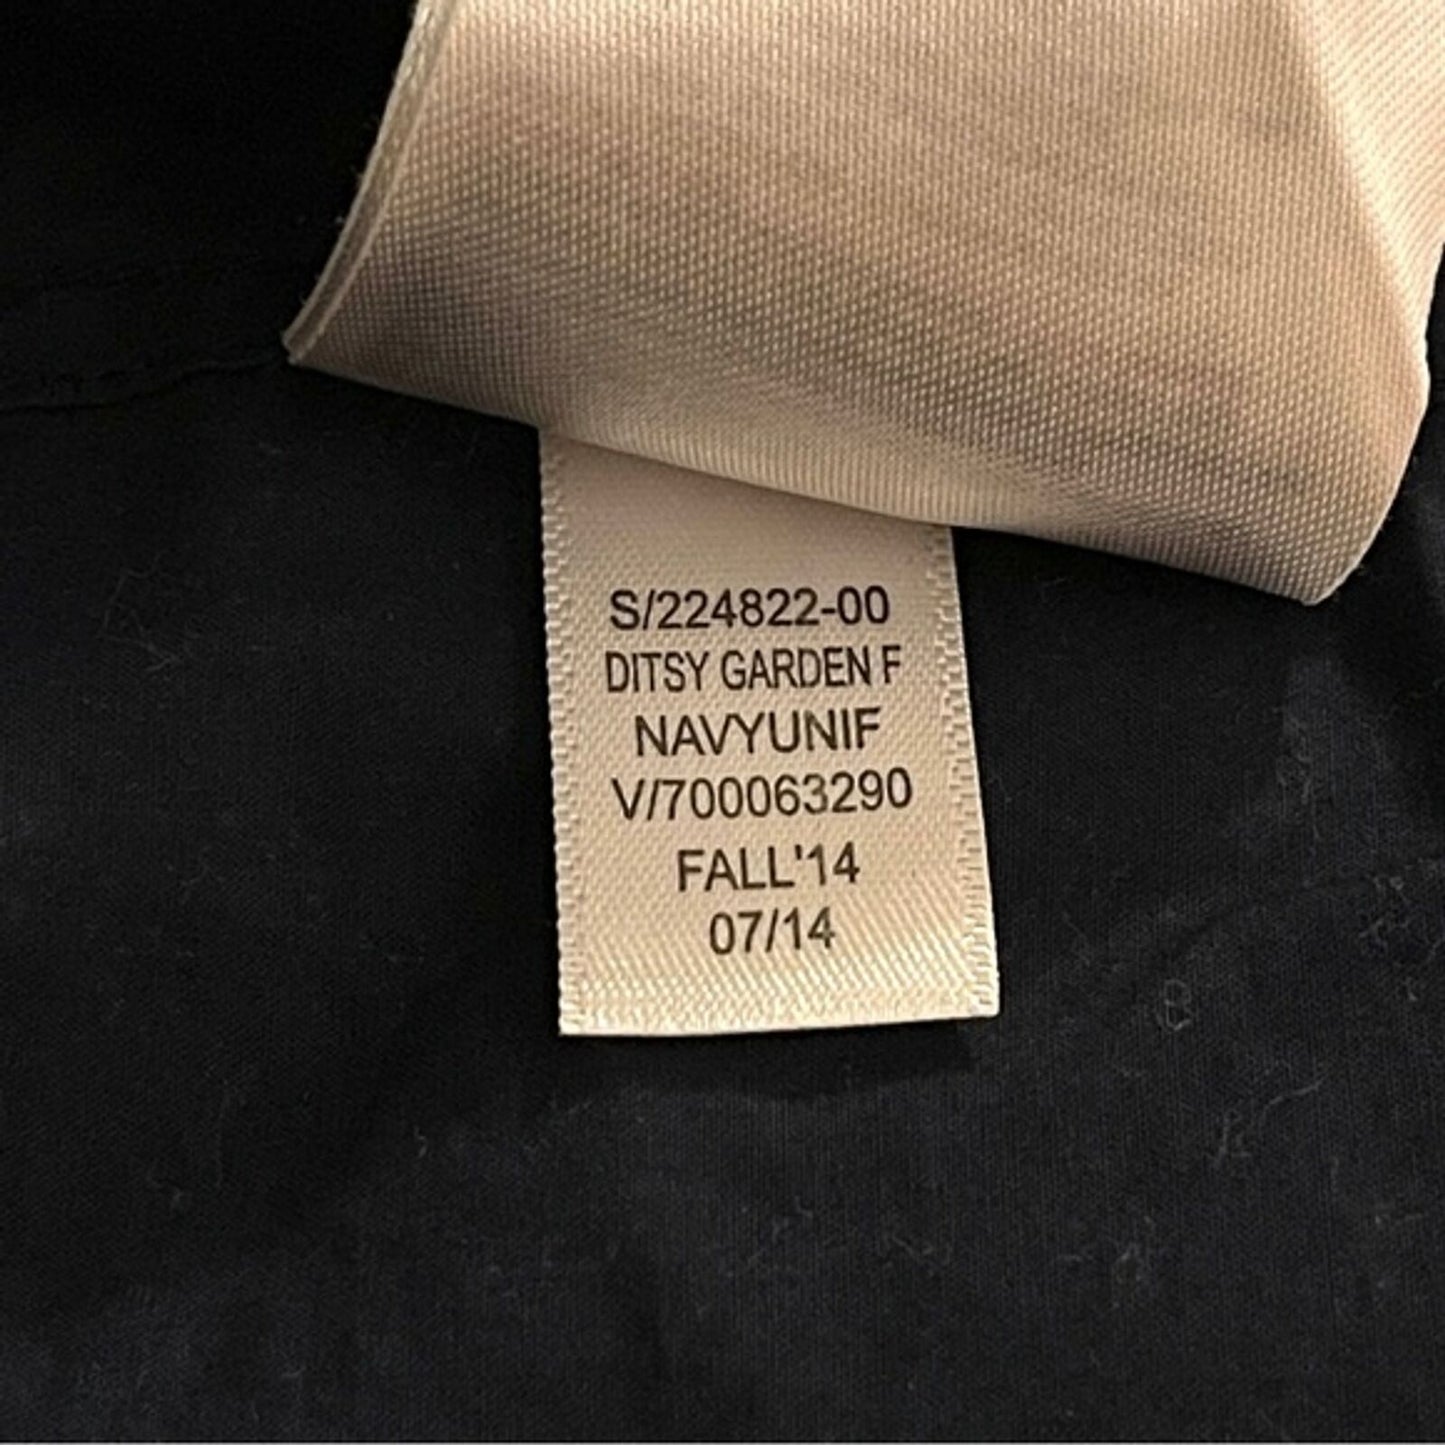 S/224822-00
DITSY GARDEN F
NAVYUNIF
V/700063290
FALL'14
07/14